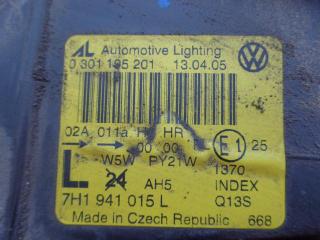 AL Automotive Lighting
0 301 195 201 13.04.05
02A 011a H HR
00 00 E1 25
W5W PY21W
L 24 AH5 1370 INDEX
7H1 941 015 L Q13S
Made in Czech Republic 668